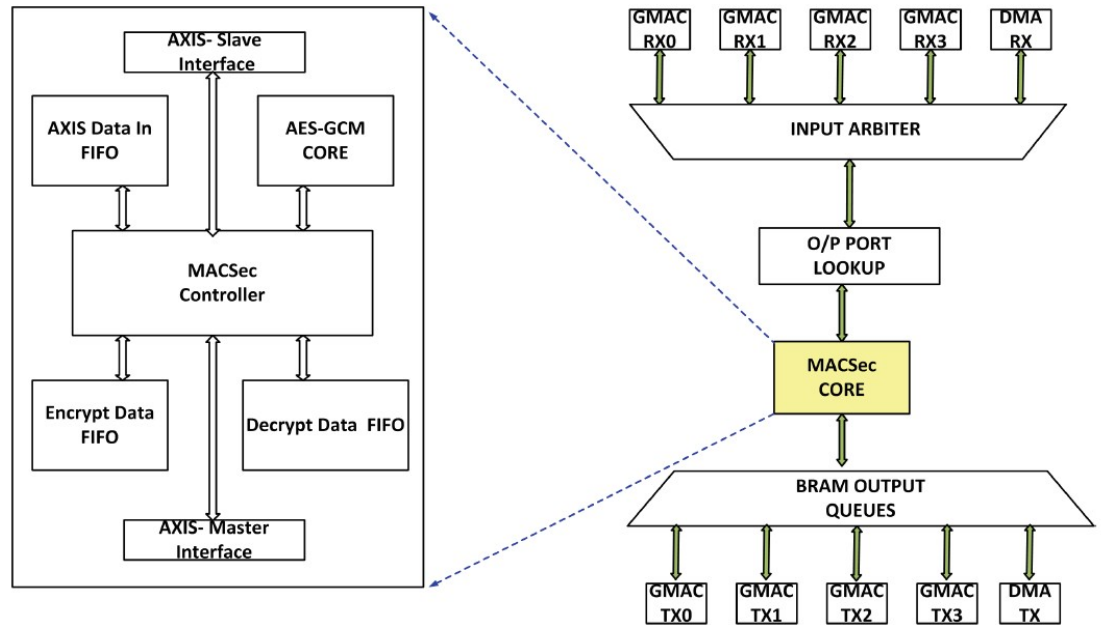 AXIS- Slave
Interface
AXIS Data In
FIFO
AES-GCM
CORE
MACSec
Controller
Encrypt Data
FIFO
Decrypt Data  FIFO
AXIS- Master
Interface
GMAC
RX0
GMAC
RX1
GMAC
RX2
GMAC
RX3
DMA
RX
INPUT ARBITER
O/P PORT
LOOKUP
MACSec
CORE
BRAM OUTPUT
QUEUES
GMAC
TX0
GMAC
TX1
GMAC
TX2
GMAC
TX3
DMA
TX